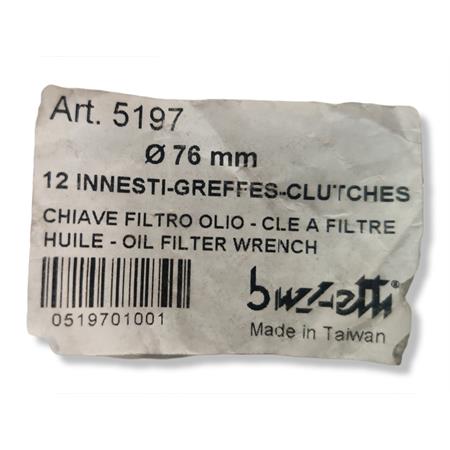 Art. 5197
Ø 76 mm
12 INNESTI-GREFFES-CLUTCHES
CHIAVE FILTRO OLIO - CLE A FILTRE
HUILE - OIL FILTER WRENCH
buzzetti®
0519701001
Made in Taiwan